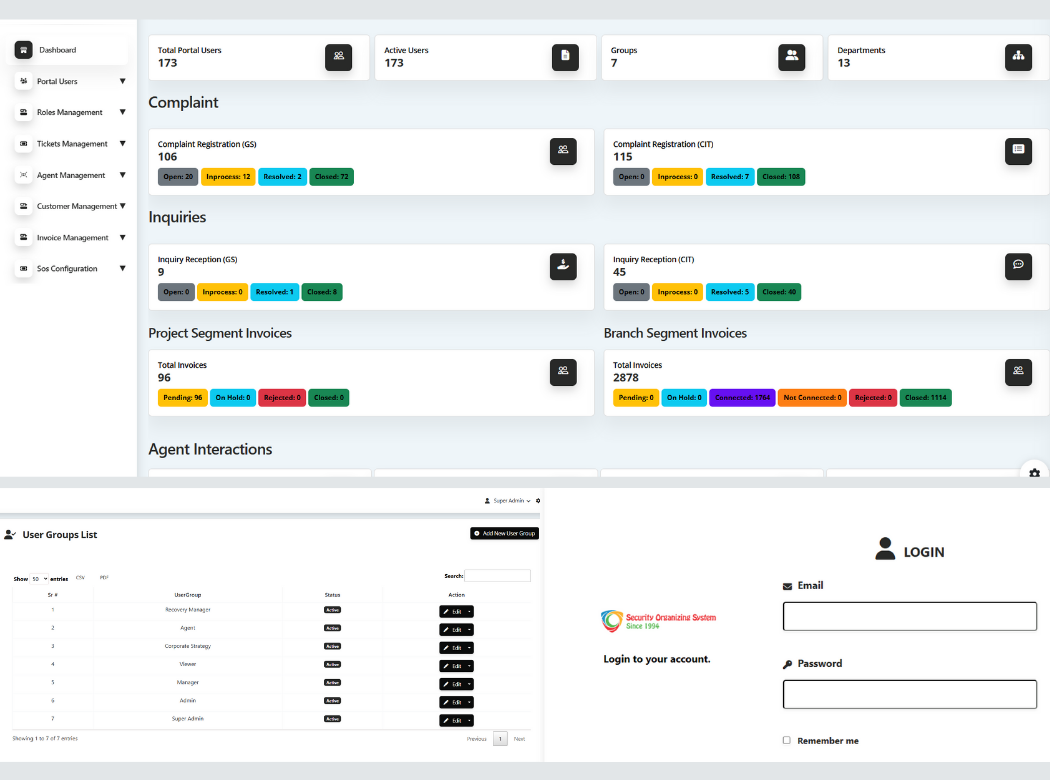 Dashboard
Portal Users
Roles Management
Tickets Management
Agent Management
Customer Management
Invoice Management
Sos Configuration
Total Portal Users
173
Active Users
173
Groups
7
Departments
13
Complaint
Complaint Registration (GS)
106
Open: 20 Inprocess: 12 Resolved: 2 Closed: 72
Complaint Registration (CIT)
115
Open: 0 Inprocess: 0 Resolved: 7 Closed: 108
Inquiries
Inquiry Reception (GS)
9
Open: 0 Inprocess: 0 Resolved: 1 Closed: 8
Inquiry Reception (CIT)
45
Open: 0 Inprocess: 0 Resolved: 5 Closed: 40
Project Segment Invoices
Total Invoices
96
Pending: 96 On Hold: 0 Rejected: 0 Closed: 0
Branch Segment Invoices
Total Invoices
2878
Pending: 0 On Hold: 0 Connected: 1764 Not Connected: 0 Rejected: 0 Closed: 1114
Agent Interactions
Super Admin
User Groups List
Add New User Group
Show 50 entries CSV PDF
Search:
Sr # UserGroup Status Action
1 Recovery Manager Active Edit
2 Agent Active Edit
3 Corporate Strategy Active Edit
4 Viewer Active Edit
5 Manager Active Edit
6 Admin Active Edit
7 Super Admin Active Edit
Showing 1 to 7 of 7 entries
Previous 1 Next
Security Organizing System
Since 1994
Login to your account.
LOGIN
Email
Password
Remember me